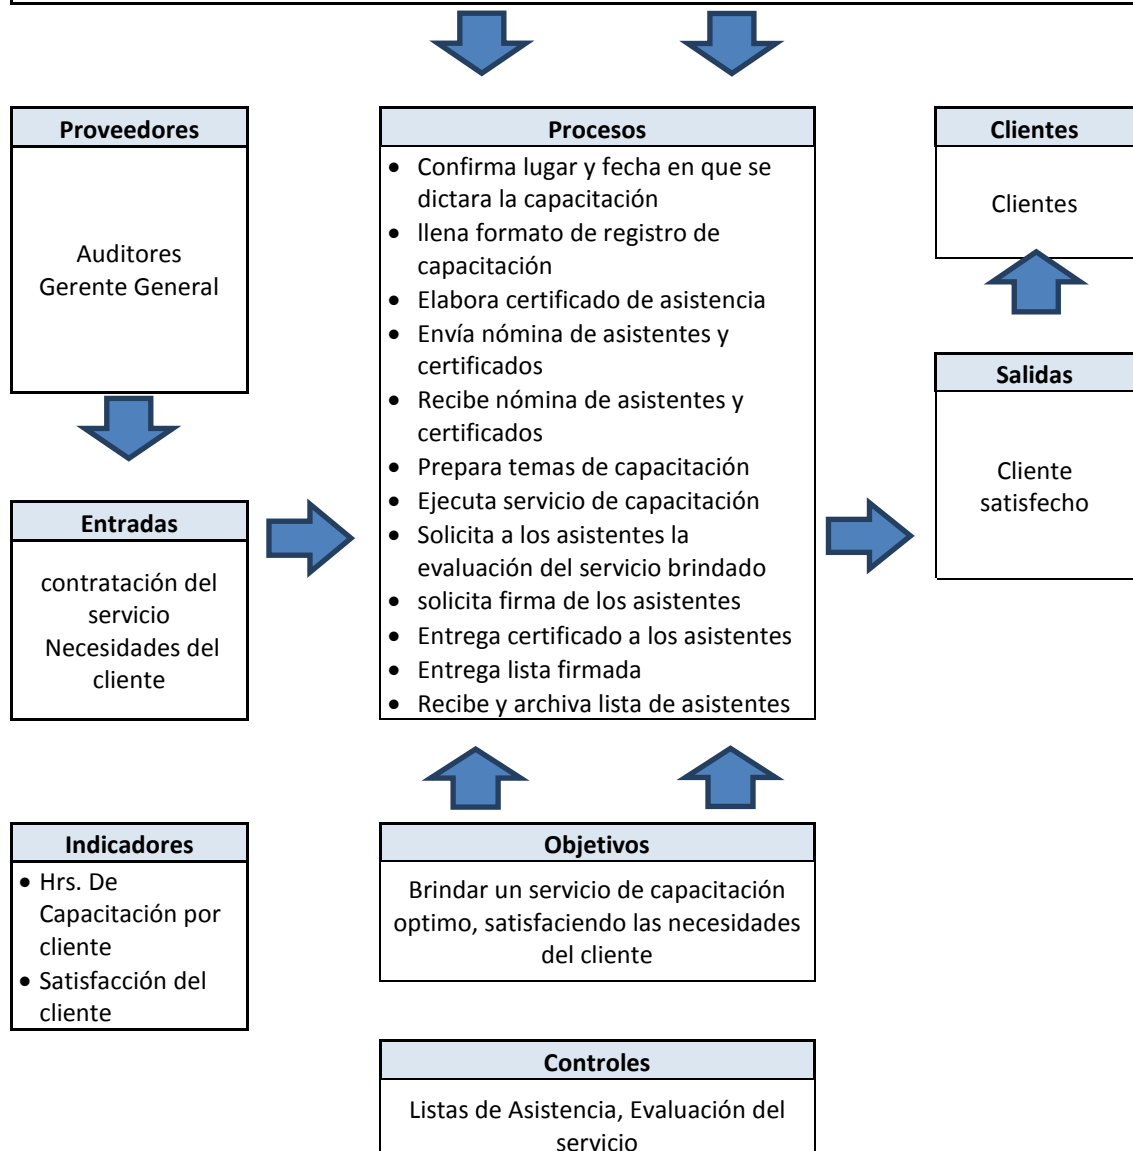 Proveedores
Auditores
Gerente General
Entradas
contratación del
servicio
Necesidades del
cliente
Indicadores
• Hrs. De
Capacitación por
cliente
• Satisfacción del
cliente
Procesos
• Confirma lugar y fecha en que se
dictara la capacitación
• llena formato de registro de
capacitación
• Elabora certificado de asistencia
• Envía nómina de asistentes y
certificados
• Recibe nómina de asistentes y
certificados
• Prepara temas de capacitación
• Ejecuta servicio de capacitación
• Solicita a los asistentes la
evaluación del servicio brindado
• solicita firma de los asistentes
• Entrega certificado a los asistentes
• Entrega lista firmada
• Recibe y archiva lista de asistentes
Objetivos
Brindar un servicio de capacitación
optimo, satisfaciendo las necesidades
del cliente
Controles
Listas de Asistencia, Evaluación del
servicio
Clientes
Clientes
Salidas
Cliente
satisfecho